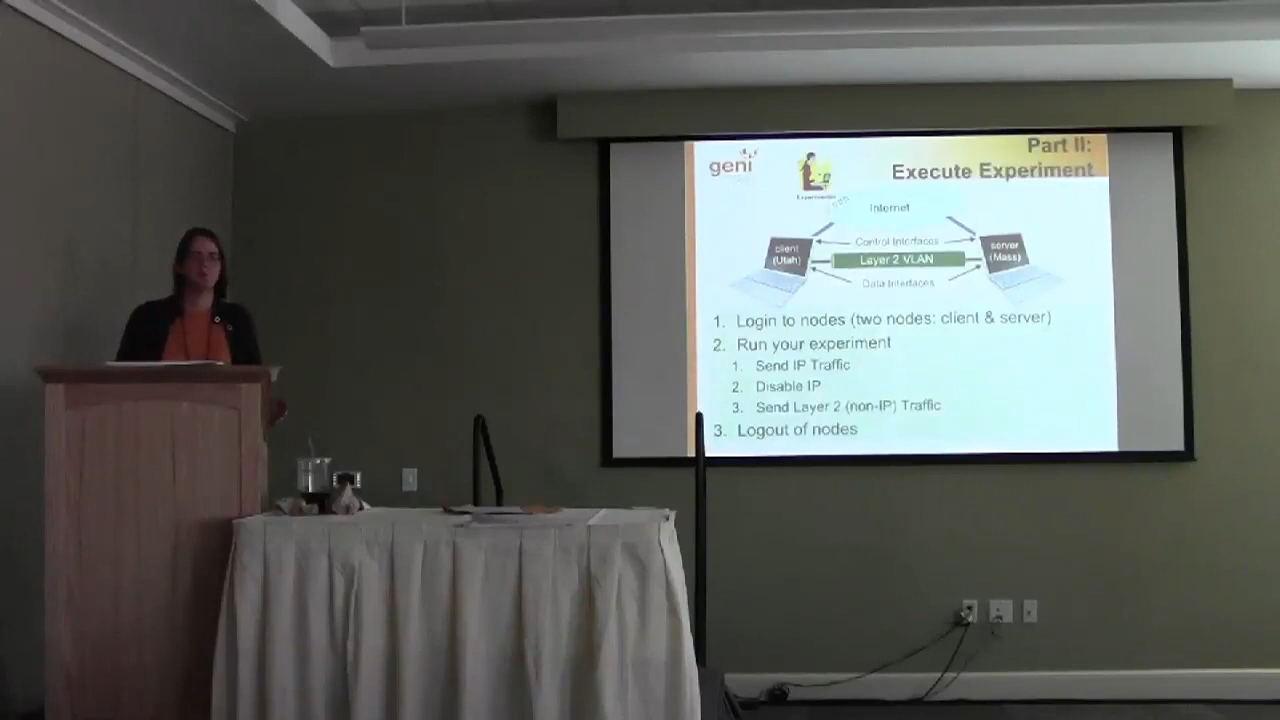 Part II:
geni
Execute Experiment
Experimenter
Internet
Control Interfaces
client
(Utah)
server
(Mass)
Layer 2 VLAN
Data Interfaces
1. Login to nodes (two nodes: client & server)
2. Run your experiment
1. Send IP Traffic
2. Disable IP
3. Send Layer 2 (non-IP) Traffic
3. Logout of nodes